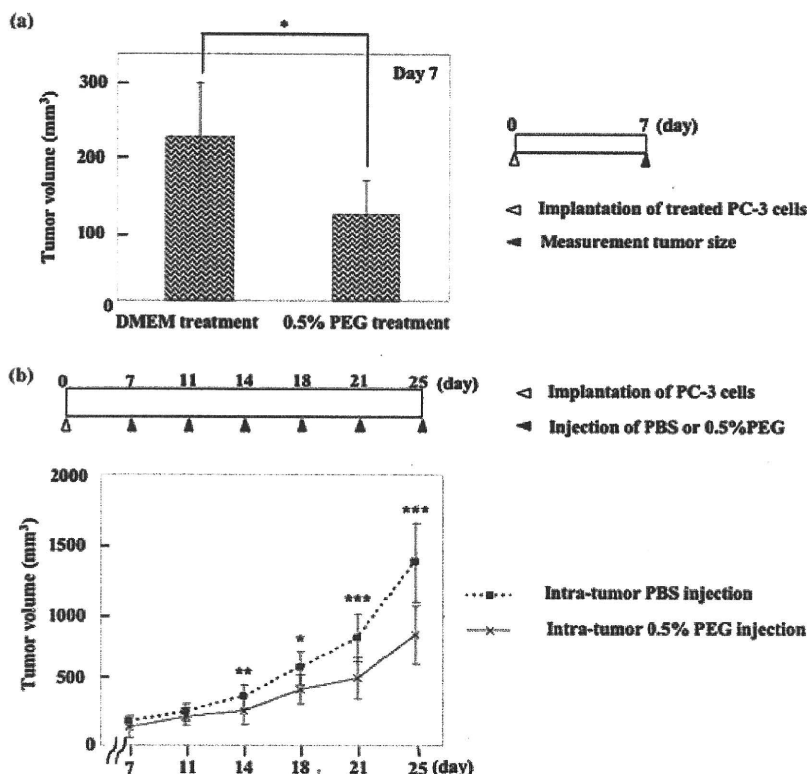 (a)
*
Day 7
Tumor volume (mm³)
300
200
100
0
DMEM treatment
0.5% PEG treatment
0 7 (day)
Implantation of treated PC-3 cells
Measurement tumor size
(b)
0 7 11 14 18 21 25 (day)
Implantation of PC-3 cells
Injection of PBS or 0.5%PEG
Tumor volume (mm³)
2000
1500
1000
500
0
**
*
***
***
7 11 14 18 21 25 (day)
Intra-tumor PBS injection
Intra-tumor 0.5% PEG injection